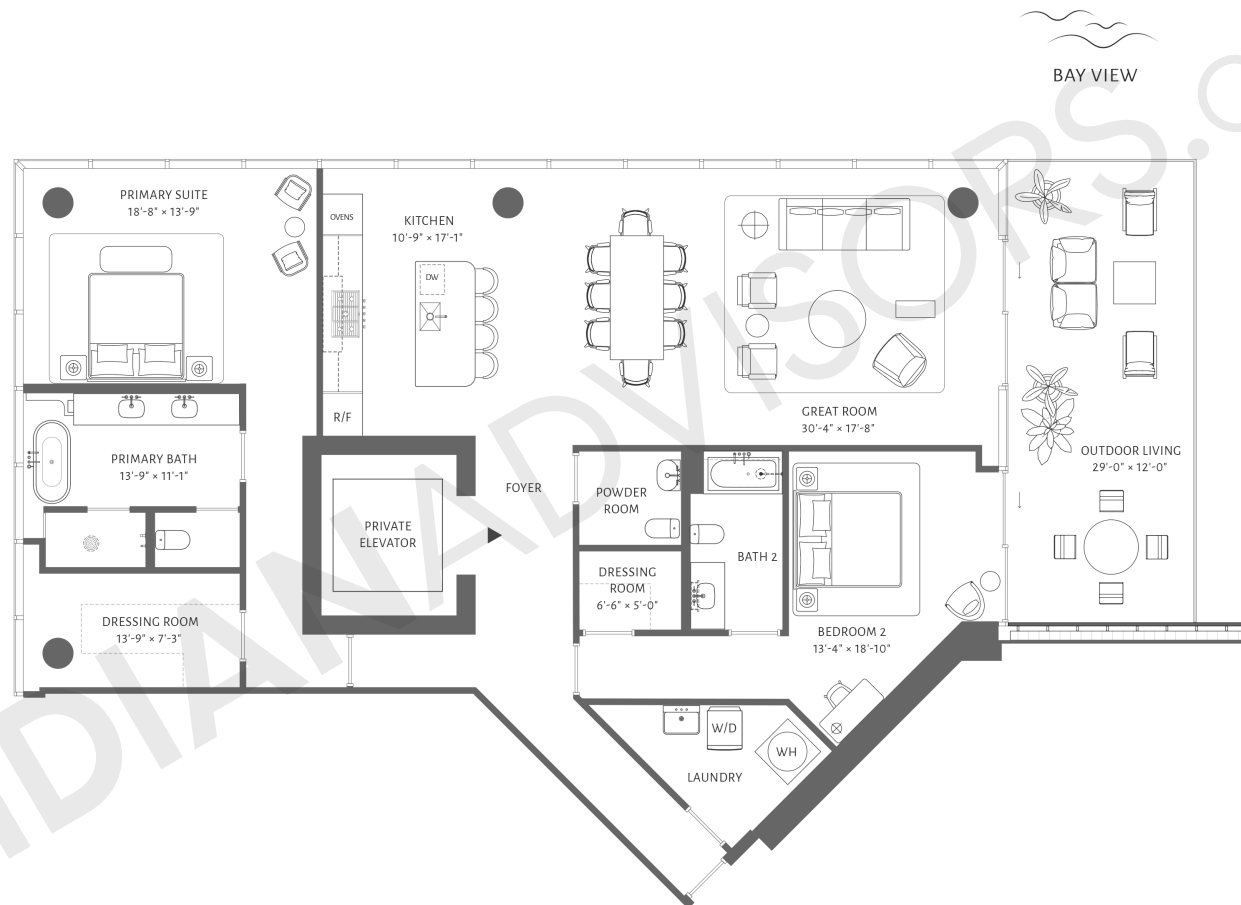 BAY VIEW
PRIMARY SUITE
18'-8" × 13'-9"
OVENS
KITCHEN
10'-9" × 17'-1"
DW
R/F
GREAT ROOM
30'-4" × 17'-8"
OUTDOOR LIVING
29'-0" × 12'-0"
PRIMARY BATH
13'-9" × 11'-1"
PRIVATE
ELEVATOR
FOYER
POWDER
ROOM
BATH 2
DRESSING
ROOM
6'-6" × 5'-0"
DRESSING ROOM
13'-9" × 7'-3"
BEDROOM 2
13'-4" × 18'-10"
W/D
WH
LAUNDRY
IDIANADVISORS.C